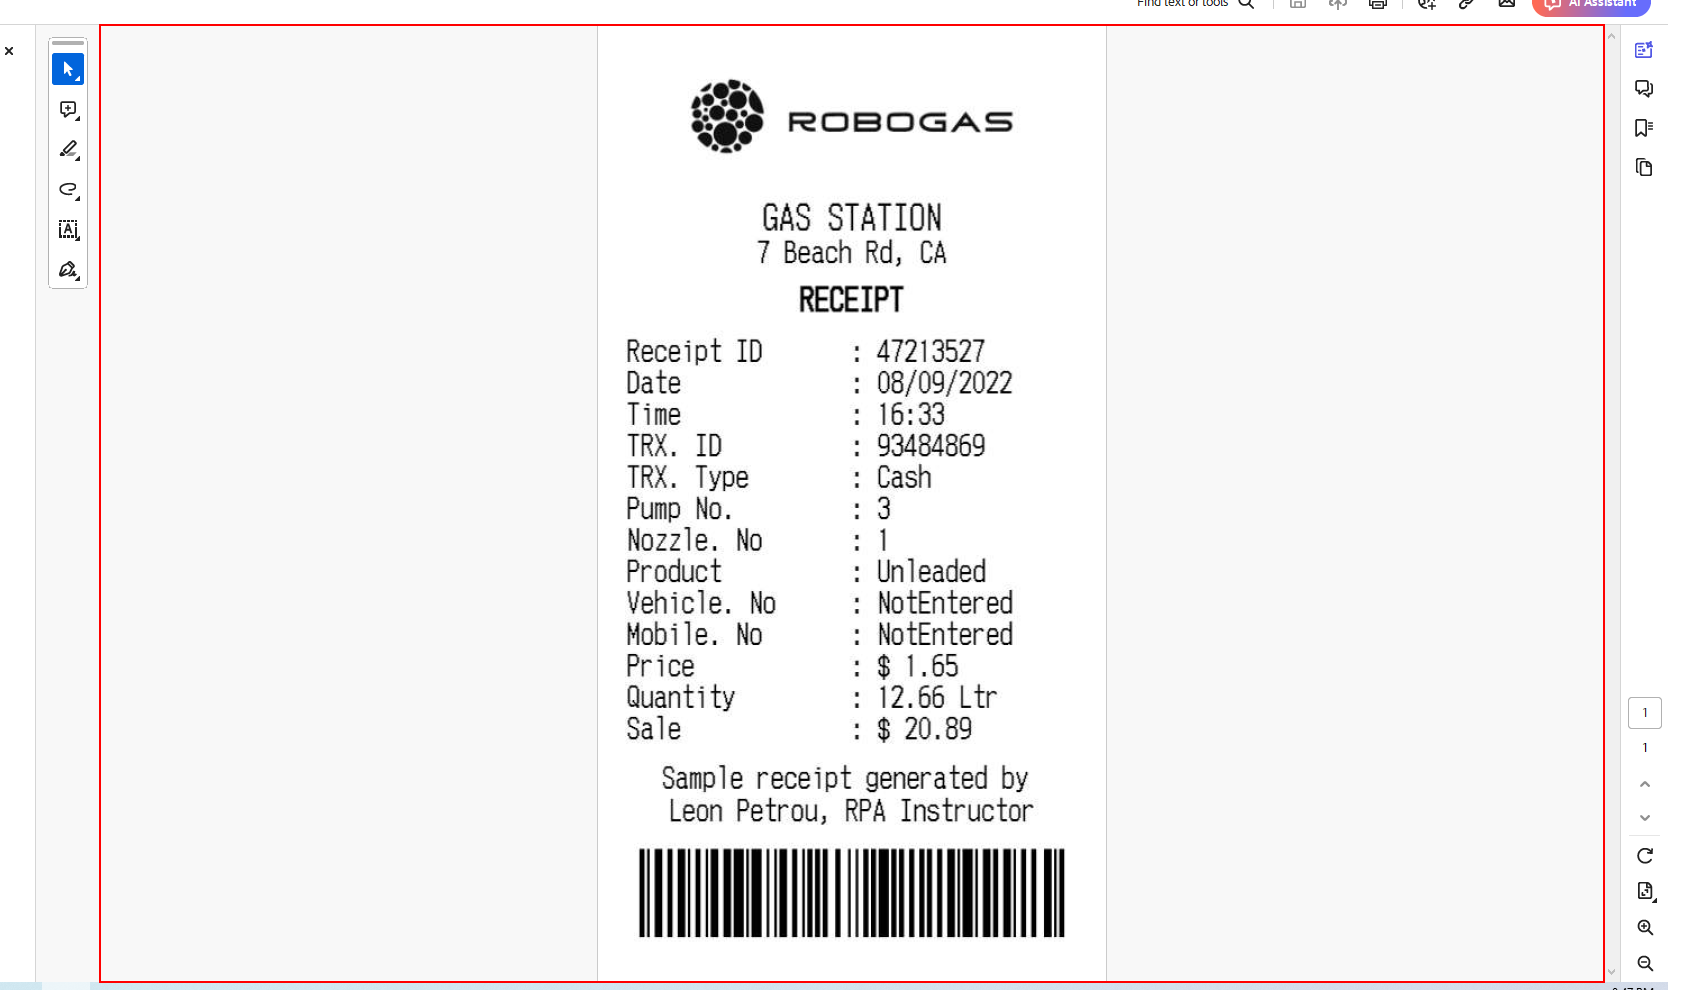 Find text or tools
AI Assistant
ROBOGAS
GAS STATION
7 Beach Rd, CA
RECEIPT
Receipt ID : 47213527
Date : 08/09/2022
Time : 16:33
TRX. ID : 93484869
TRX. Type : Cash
Pump No. : 3
Nozzle. No : 1
Product : Unleaded
Vehicle. No : NotEntered
Mobile. No : NotEntered
Price : $ 1.65
Quantity : 12.66 Ltr
Sale : $ 20.89
Sample receipt generated by
Leon Petrou, RPA Instructor
1
1